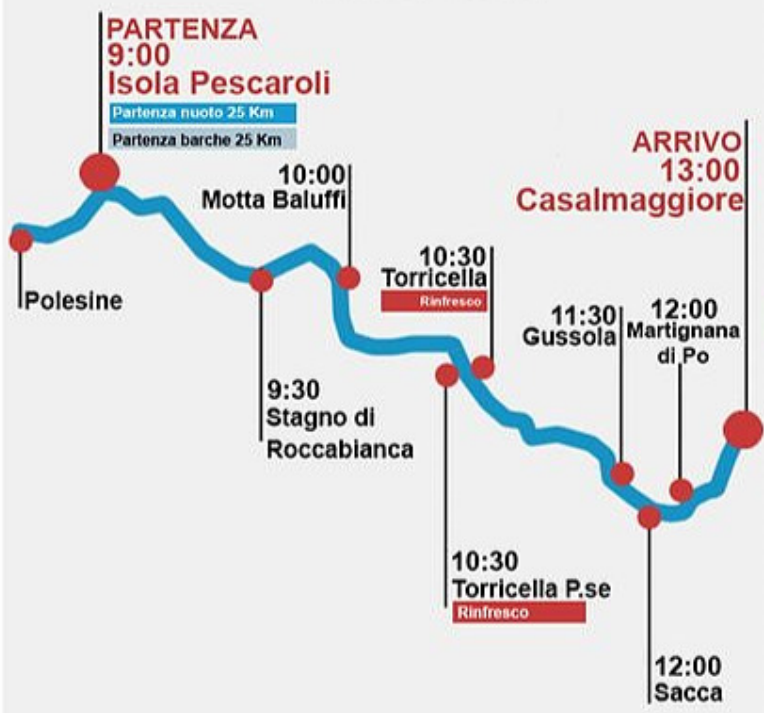 PARTENZA
9:00
Isola Pescaroli
Partenza nuoto 25 Km
Partenza barche 25 Km
ARRIVO
13:00
Casalmaggiore
10:00
Motta Baluffi
10:30
Torricella
Rinfresco
Polesine
11:30
Gussola
12:00
Martignana
di Po
9:30
Stagno di
Roccabianca
10:30
Torricella P.se
Rinfresco
12:00
Sacca